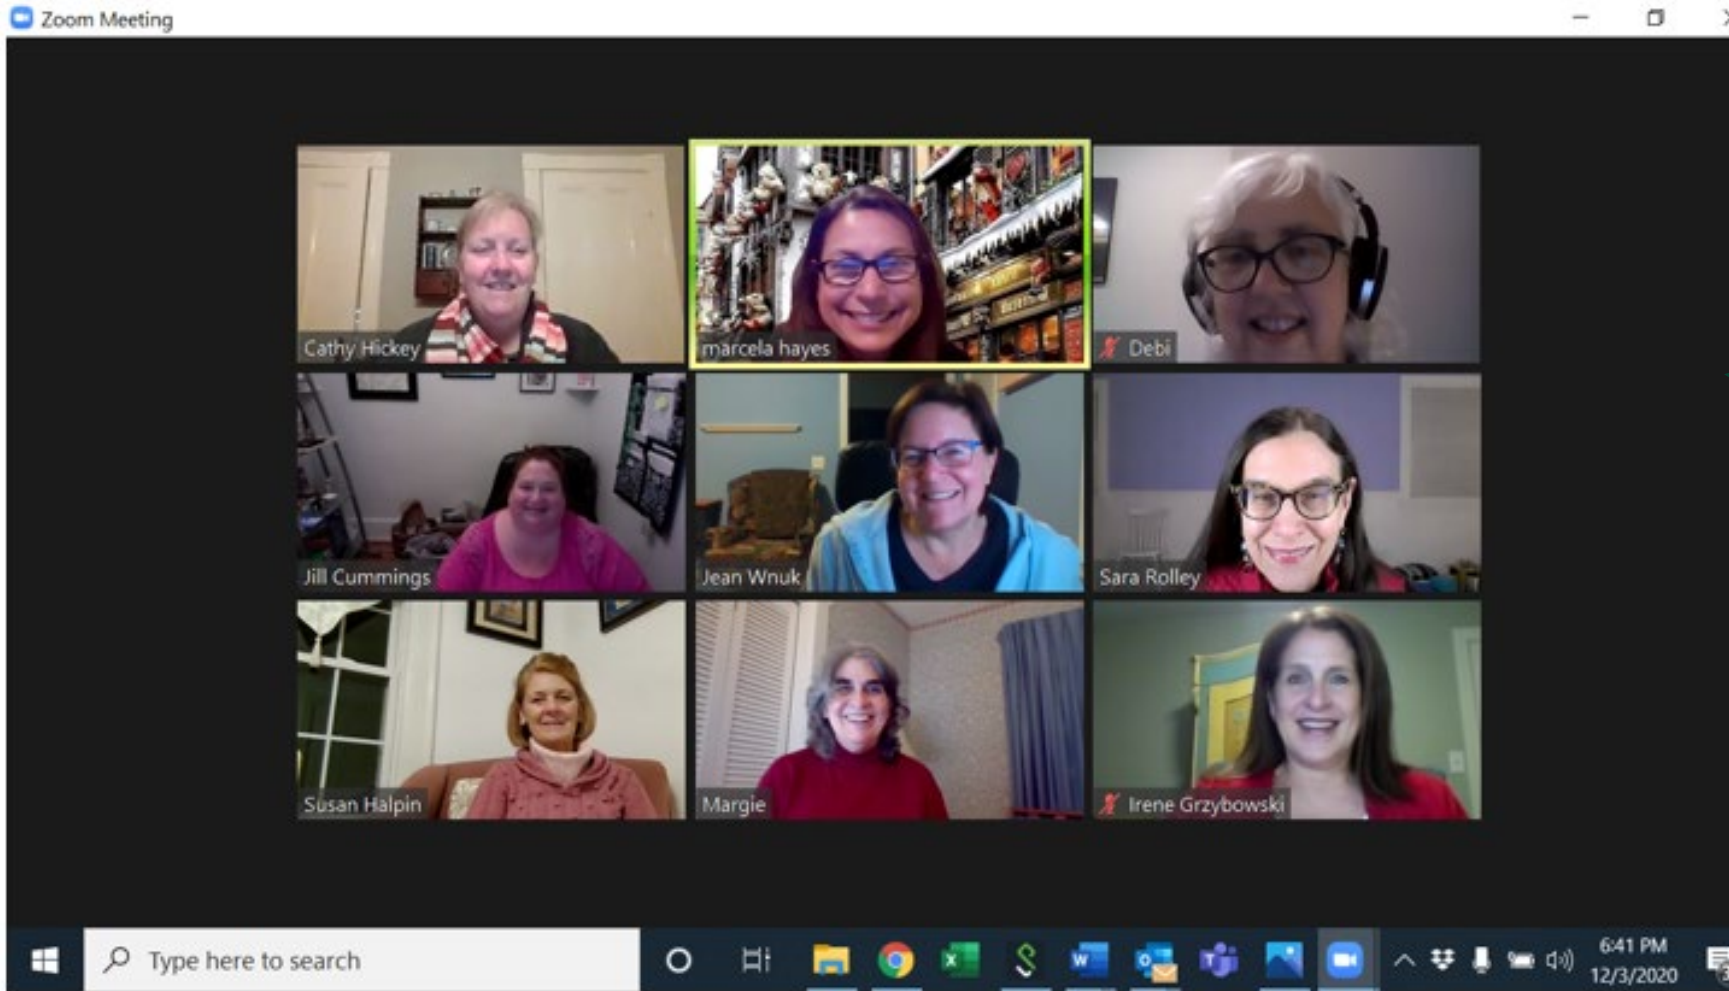 Zoom Meeting
Cathy Hickey
marcela hayes
Debi
Jill Cummings
Jean Wnuk
Sara Rolley
Susan Halpin
Margie
Irene Grzybowski
Type here to search
6:41 PM
12/3/2020